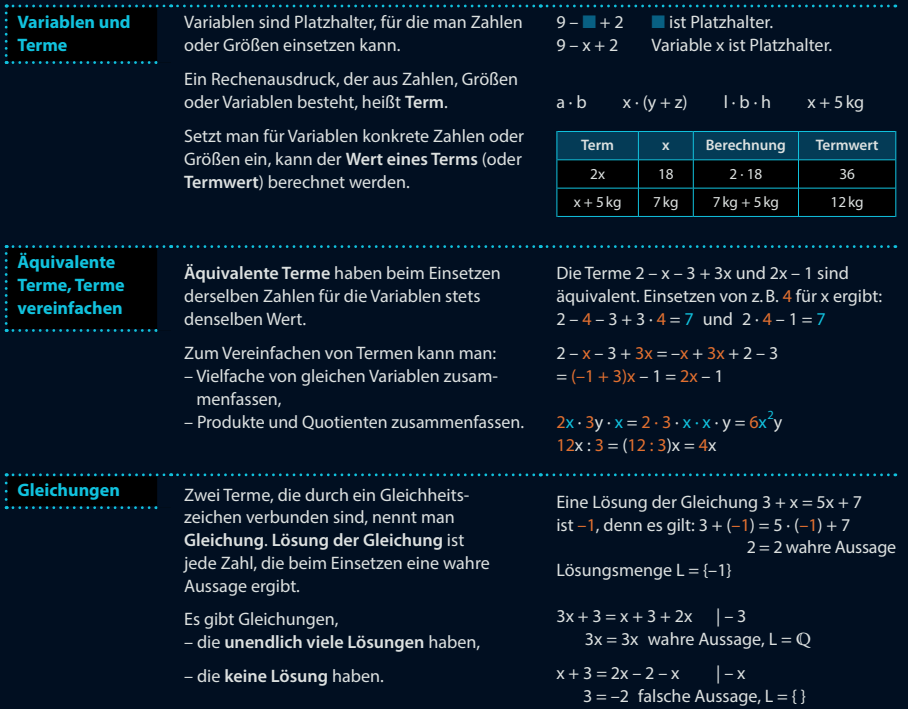 Variablen und
Terme
Variablen sind Platzhalter, für die man Zahlen
oder Größen einsetzen kann.
Ein Rechenausdruck, der aus Zahlen, Größen
oder Variablen besteht, heißt Term.
Setzt man für Variablen konkrete Zahlen oder
Größen ein, kann der Wert eines Terms (oder
Termwert) berechnet werden.
9 – ■ + 2 ■ ist Platzhalter.
9 – x + 2 Variable x ist Platzhalter.
a · b x · (y + z) l · b · h x + 5 kg
Term x Berechnung Termwert
2x 18 2 · 18 36
x + 5 kg 7 kg 7 kg + 5 kg 12 kg
Äquivalente
Terme, Terme
vereinfachen
Äquivalente Terme haben beim Einsetzen
derselben Zahlen für die Variablen stets
denselben Wert.
Zum Vereinfachen von Termen kann man:
– Vielfache von gleichen Variablen zusam-
menfassen,
– Produkte und Quotienten zusammenfassen.
Die Terme 2 – x – 3 + 3x und 2x – 1 sind
äquivalent. Einsetzen von z. B. 4 für x ergibt:
2 – 4 – 3 + 3 · 4 = 7 und 2 · 4 – 1 = 7
2 – x – 3 + 3x = –x + 3x + 2 – 3
= (–1 + 3)x – 1 = 2x – 1
2x · 3y · x = 2 · 3 · x · x · y = 6x²y
12x : 3 = (12 : 3)x = 4x
Gleichungen
Zwei Terme, die durch ein Gleichheits-
zeichen verbunden sind, nennt man
Gleichung. Lösung der Gleichung ist
jede Zahl, die beim Einsetzen eine wahre
Aussage ergibt.
Es gibt Gleichungen,
– die unendlich viele Lösungen haben,
– die keine Lösung haben.
Eine Lösung der Gleichung 3 + x = 5x + 7
ist –1, denn es gilt: 3 + (–1) = 5 · (–1) + 7
2 = 2 wahre Aussage
Lösungsmenge L = {–1}
3x + 3 = x + 3 + 2x | – 3
3x = 3x wahre Aussage, L = ℚ
x + 3 = 2x – 2 – x | – x
3 = –2 falsche Aussage, L = { }